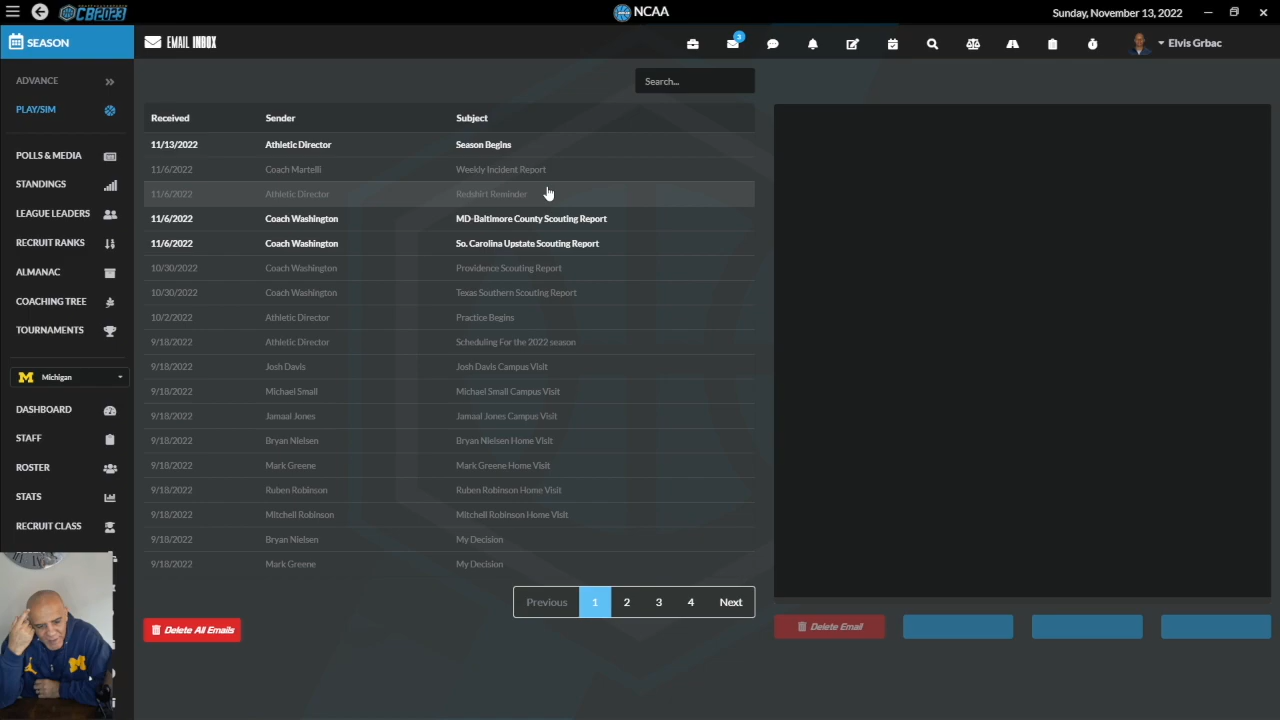 CB2023
NCAA
Sunday, November 13, 2022
SEASON
EMAIL INBOX
3
Elvis Grbac
ADVANCE
PLAY/SIM
POLLS & MEDIA
STANDINGS
LEAGUE LEADERS
RECRUIT RANKS
ALMANAC
COACHING TREE
TOURNAMENTS
Michigan
DASHBOARD
STAFF
ROSTER
STATS
RECRUIT CLASS
Search...
Received Sender Subject
11/13/2022 Athletic Director Season Begins
11/6/2022 Coach Martelli Weekly Incident Report
11/6/2022 Athletic Director Redshirt Reminder
11/6/2022 Coach Washington MD-Baltimore County Scouting Report
11/6/2022 Coach Washington So. Carolina Upstate Scouting Report
10/30/2022 Coach Washington Providence Scouting Report
10/30/2022 Coach Washington Texas Southern Scouting Report
10/2/2022 Athletic Director Practice Begins
9/18/2022 Athletic Director Scheduling For the 2022 season
9/18/2022 Josh Davis Josh Davis Campus Visit
9/18/2022 Michael Small Michael Small Campus Visit
9/18/2022 Jamaal Jones Jamaal Jones Campus Visit
9/18/2022 Bryan Nielsen Bryan Nielsen Home Visit
9/18/2022 Mark Greene Mark Greene Home Visit
9/18/2022 Ruben Robinson Ruben Robinson Home Visit
9/18/2022 Mitchell Robinson Mitchell Robinson Home Visit
9/18/2022 Bryan Nielsen My Decision
9/18/2022 Mark Greene My Decision
Previous 1 2 3 4 Next
Delete All Emails
Delete Email